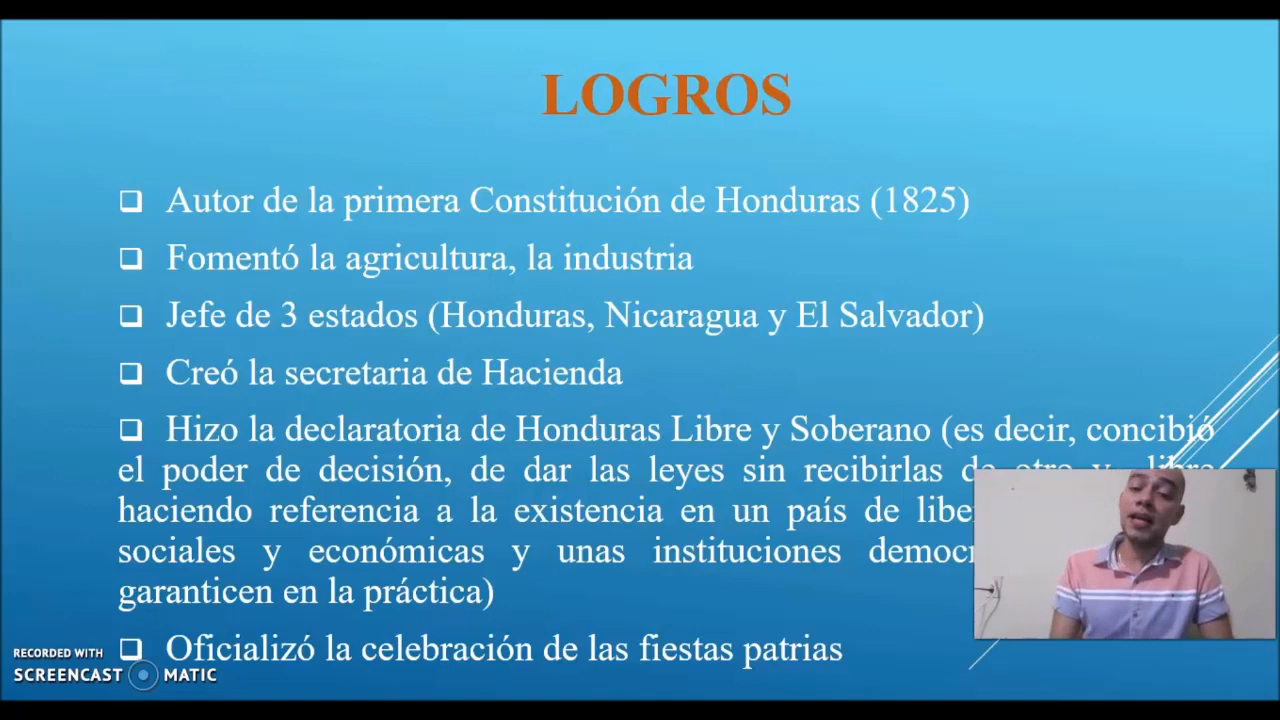 LOGROS
Autor de la primera Constitución de Honduras (1825)
Fomentó la agricultura, la industria
Jefe de 3 estados (Honduras, Nicaragua y El Salvador)
Creó la secretaria de Hacienda
Hizo la declaratoria de Honduras Libre y Soberano (es decir, concibió
el poder de decisión, de dar las leyes sin recibirlas de otro y libre
haciendo referencia a la existencia en un país de
sociales y económicas y unas instituciones
garanticen en la práctica)
Oficializó la celebración de las fiestas patrias
RECORDED WITH
SCREENCAST MATIC